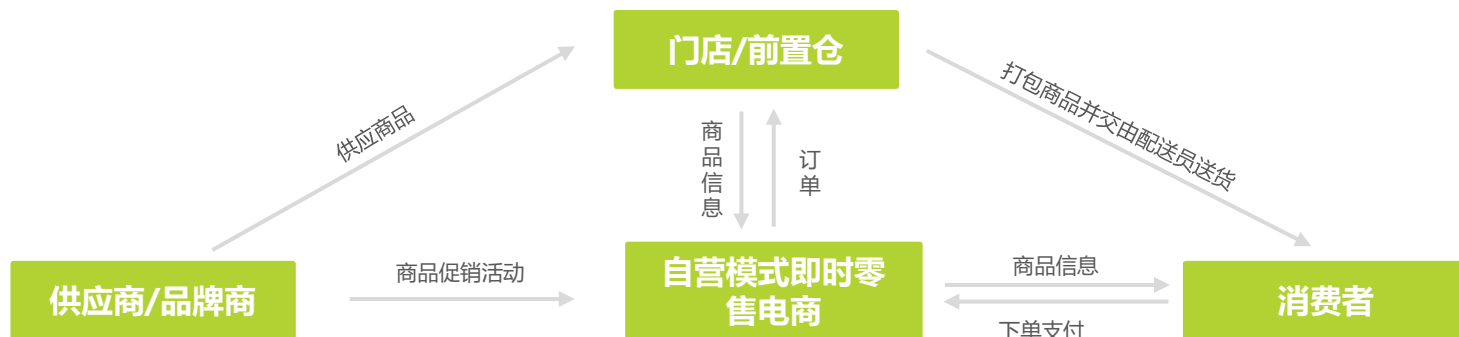 门店/前置仓
打包商品并交由配送员送货
供应商品
商品信息
订单
商品促销活动
商品信息
供应商/品牌商
自营模式即时零
售电商
消费者
下单支付